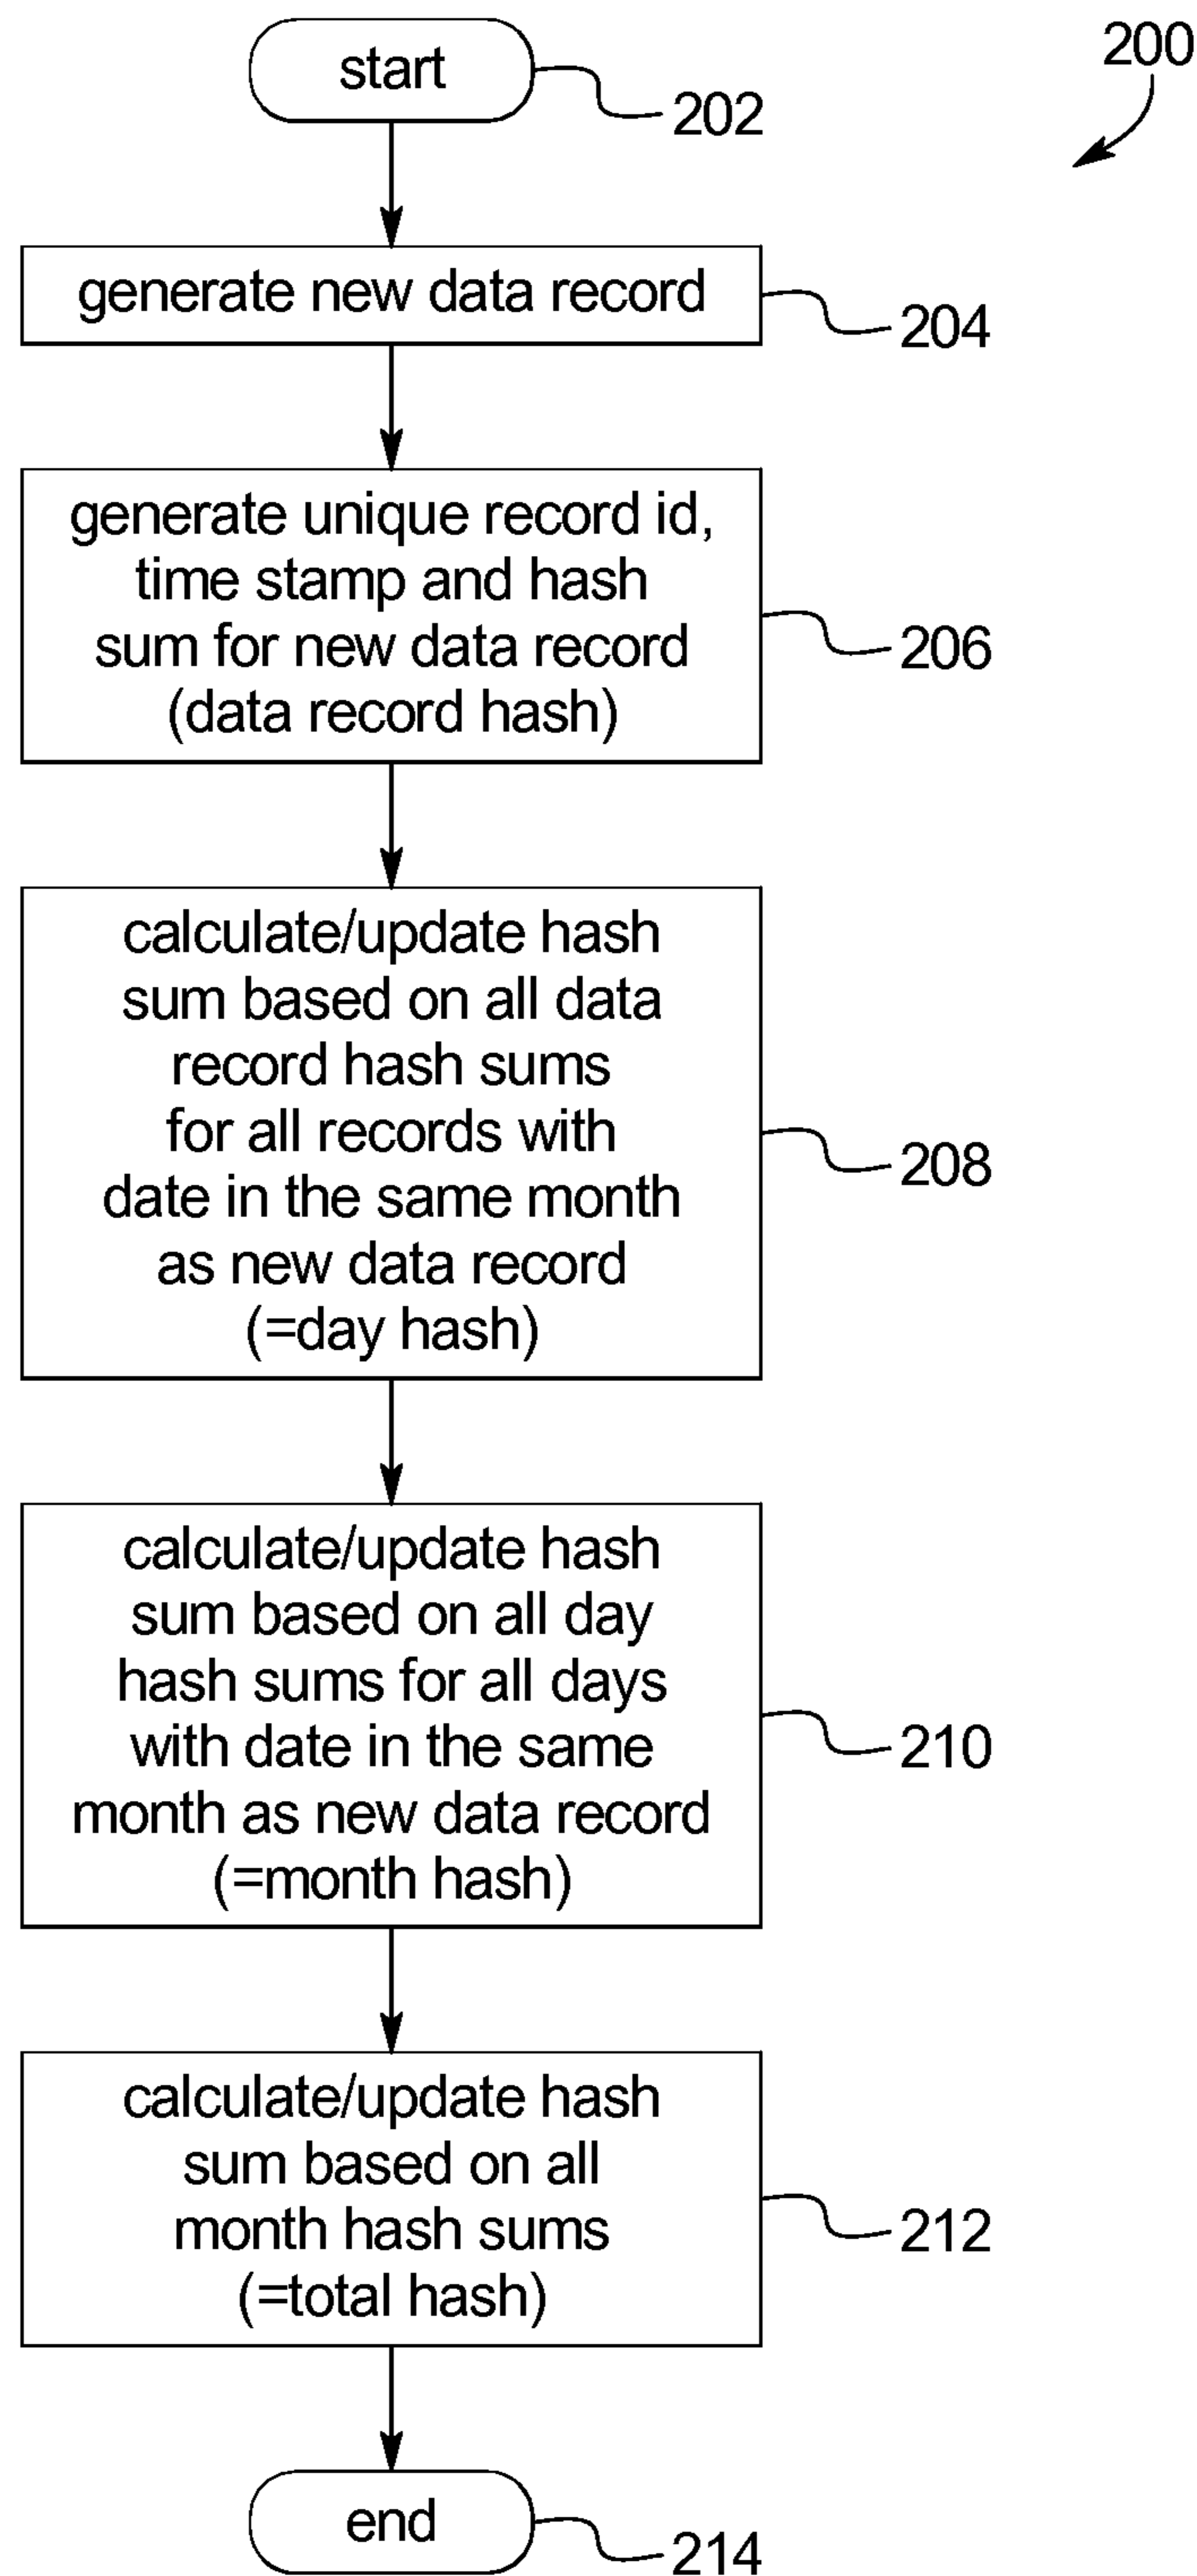 start
200
202
generate new data record
204
generate unique record id,
time stamp and hash
sum for new data record
(data record hash)
206
calculate/update hash
sum based on all data
record hash sums
for all records with
date in the same month
as new data record
(=day hash)
208
calculate/update hash
sum based on all day
hash sums for all days
with date in the same
month as new data record
(=month hash)
210
calculate/update hash
sum based on all
month hash sums
(=total hash)
212
end
214